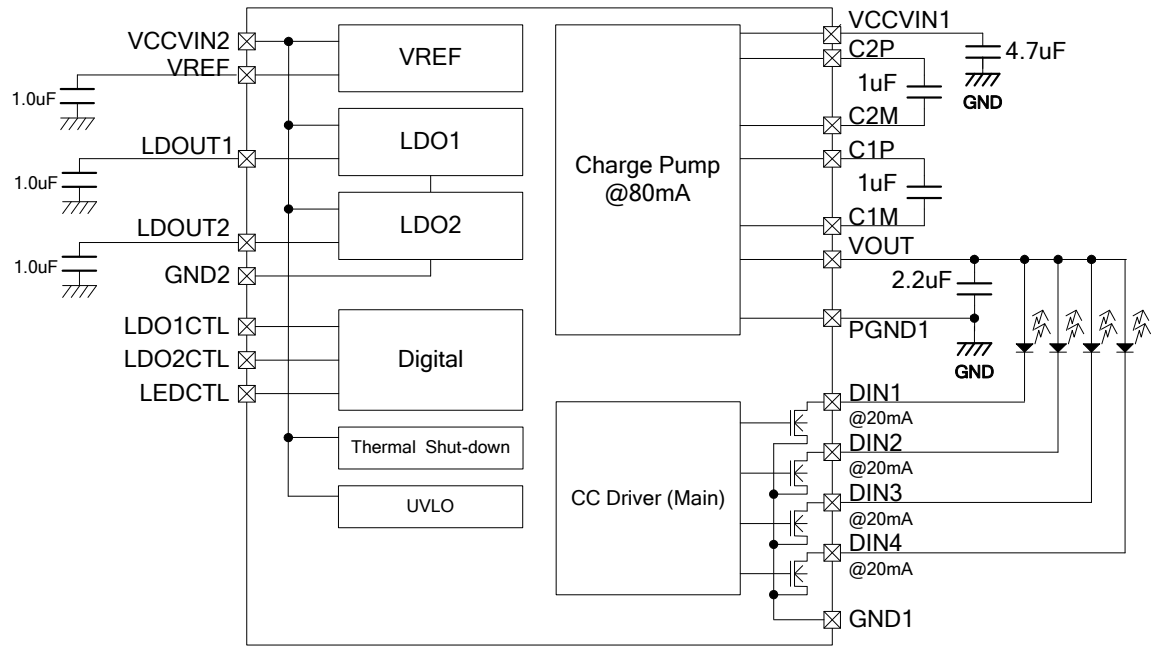 VCCVIN2
VREF
1.0uF
LDOUT1
1.0uF
LDOUT2
1.0uF
GND2
LDO1CTL
LDO2CTL
LEDCTL
VREF
LDO1
LDO2
Digital
Thermal Shut-down
UVLO
Charge Pump
@80mA
CC Driver (Main)
VCCVIN1
4.7uF
GND
C2P
1uF
C2M
C1P
1uF
C1M
VOUT
2.2uF
PGND1
GND
DIN1
@20mA
DIN2
@20mA
DIN3
@20mA
DIN4
@20mA
GND1